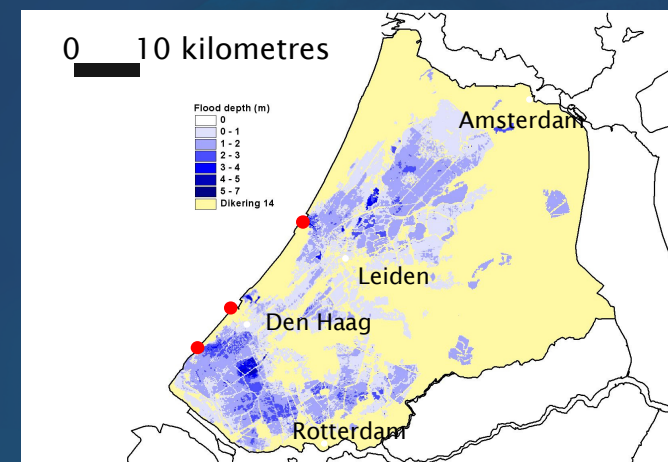 0 10 kilometres
Flood depth (m)
0
0 - 1
1 - 2
2 - 3
3 - 4
4 - 5
5 - 7
Dikering 14
Amsterdam
Leiden
Den Haag
Rotterdam